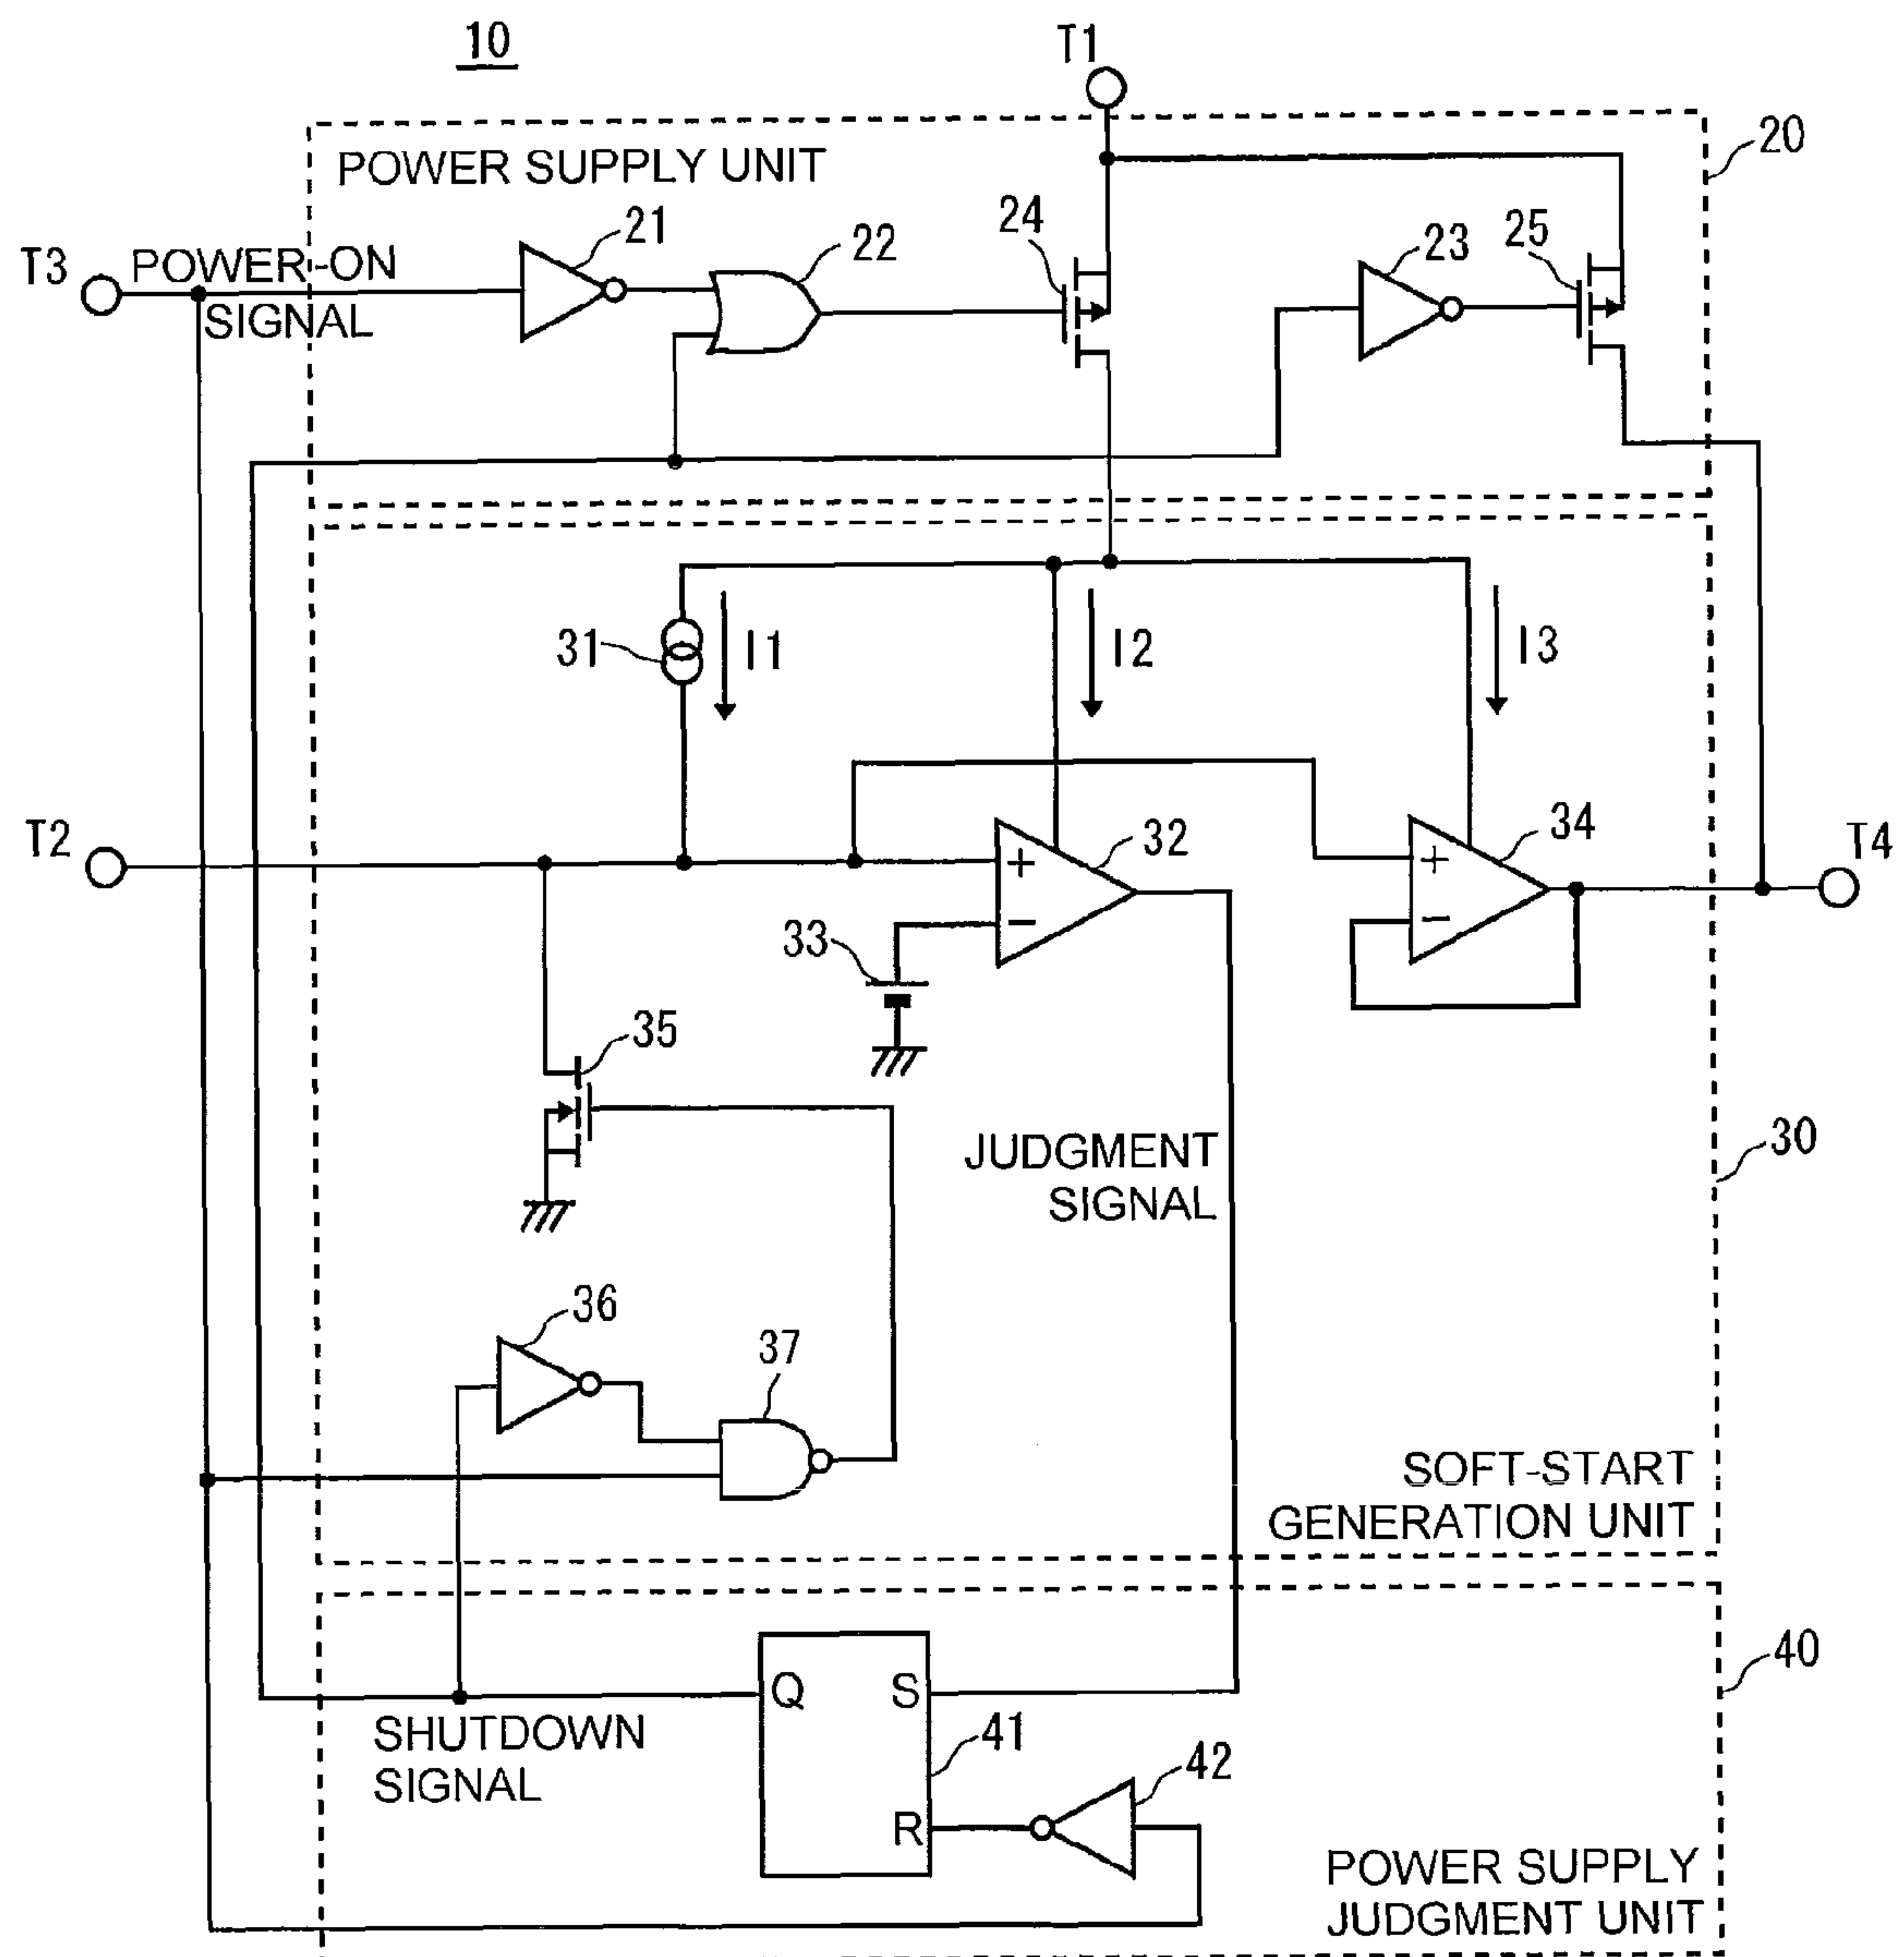 10
T1
20
POWER SUPPLY UNIT
21
22
24
23
25
T3
POWER-ON
SIGNAL
31
I1
I2
I3
T2
32
34
T4
+
−
+
−
33
35
JUDGMENT
SIGNAL
30
36
37
SOFT-START
GENERATION UNIT
40
Q
S
SHUTDOWN
SIGNAL
41
42
R
POWER SUPPLY
JUDGMENT UNIT